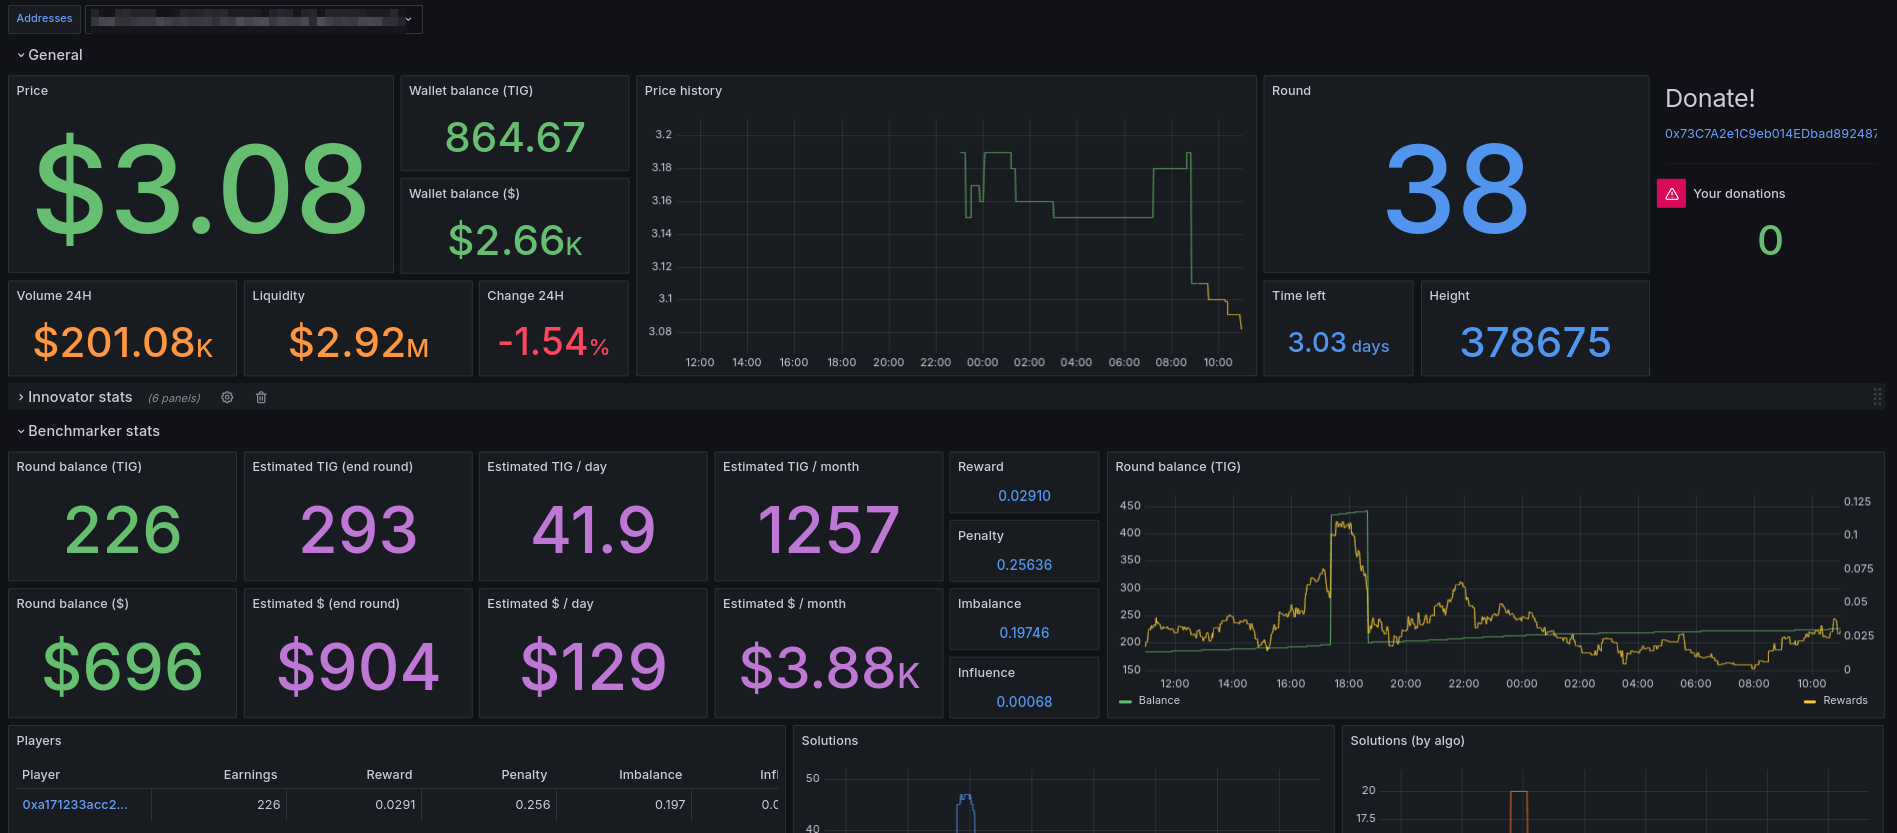 Addresses
General
Price
$3.08
Wallet balance (TIG)
864.67
Wallet balance ($)
$2.66K
Volume 24H
$201.08K
Liquidity
$2.92M
Change 24H
-1.54%
Price history
3.2
3.18
3.16
3.14
3.12
3.1
3.08
12:00 14:00 16:00 18:00 20:00 22:00 00:00 02:00 04:00 06:00 08:00 10:00
Round
38
Time left
3.03 days
Height
378675
Donate!
0x73C7A2e1C9eb014EDbad892487
Your donations
0
Innovator stats (6 panels)
Benchmarker stats
Round balance (TIG)
226
Estimated TIG (end round)
293
Estimated TIG / day
41.9
Estimated TIG / month
1257
Round balance ($)
$696
Estimated $ (end round)
$904
Estimated $ / day
$129
Estimated $ / month
$3.88K
Reward
0.02910
Penalty
0.25636
Imbalance
0.19746
Influence
0.00068
Round balance (TIG)
450
400
350
300
250
200
150
0.125
0.1
0.075
0.05
0.025
0
12:00 14:00 16:00 18:00 20:00 22:00 00:00 02:00 04:00 06:00 08:00 10:00
Balance
Rewards
Players
Player Earnings Reward Penalty Imbalance Infl
0xa171233acc2... 226 0.0291 0.256 0.197 0.0
Solutions
50
40
Solutions (by algo)
20
17.5